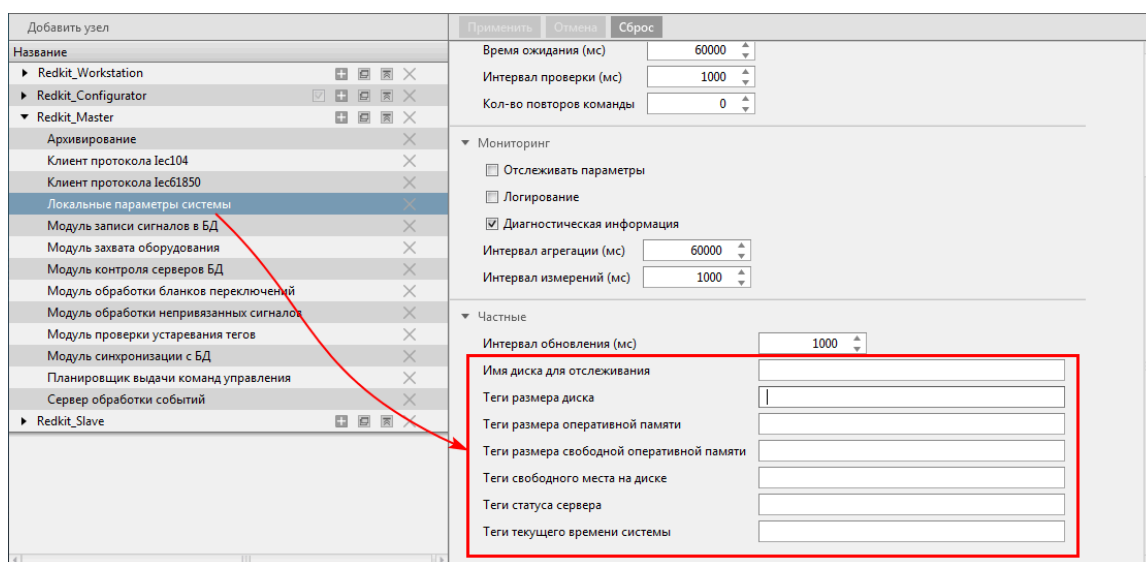 Добавить узел
Название
Redkit_Workstation
Redkit_Configurator
Redkit_Master
Архивирование
Клиент протокола Iec104
Клиент протокола Iec61850
Локальные параметры системы
Модуль записи сигналов в БД
Модуль захвата оборудования
Модуль контроля серверов БД
Модуль обработки бланков переключений
Модуль обработки непривязанных сигналов
Модуль проверки устаревания тегов
Модуль синхронизации с БД
Планировщик выдачи команд управления
Сервер обработки событий
Redkit_Slave
Применить Отмена Сброс
Время ожидания (мс) 60000
Интервал проверки (мс) 1000
Кол-во повторов команды 0
Мониторинг
Отслеживать параметры
Логирование
Диагностическая информация
Интервал агрегации (мс) 60000
Интервал измерений (мс) 1000
Частные
Интервал обновления (мс) 1000
Имя диска для отслеживания
Теги размера диска
Теги размера оперативной памяти
Теги размера свободной оперативной памяти
Теги свободного места на диске
Теги статуса сервера
Теги текущего времени системы